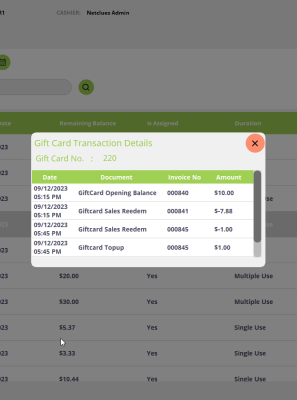 CASHIER: Netclues Admin
Remaining Balance Is Assigned Duration
Gift Card Transaction Details
Gift Card No. : 220
Date Document Invoice No Amount
09/12/2023 05:15 PM GiftCard Opening Balance 000840 $10.00
09/12/2023 05:15 PM Giftcard Sales Reedem 000841 $-7.88
09/12/2023 05:45 PM Giftcard Sales Reedem 000845 $-1.00
09/12/2023 05:45 PM Giftcard Topup 000845 $1.00
$20.00 Yes Multiple Use
$30.00 Yes Multiple Use
$5.37 Yes Single Use
$3.33 Yes Single Use
$10.44 Yes Single Use